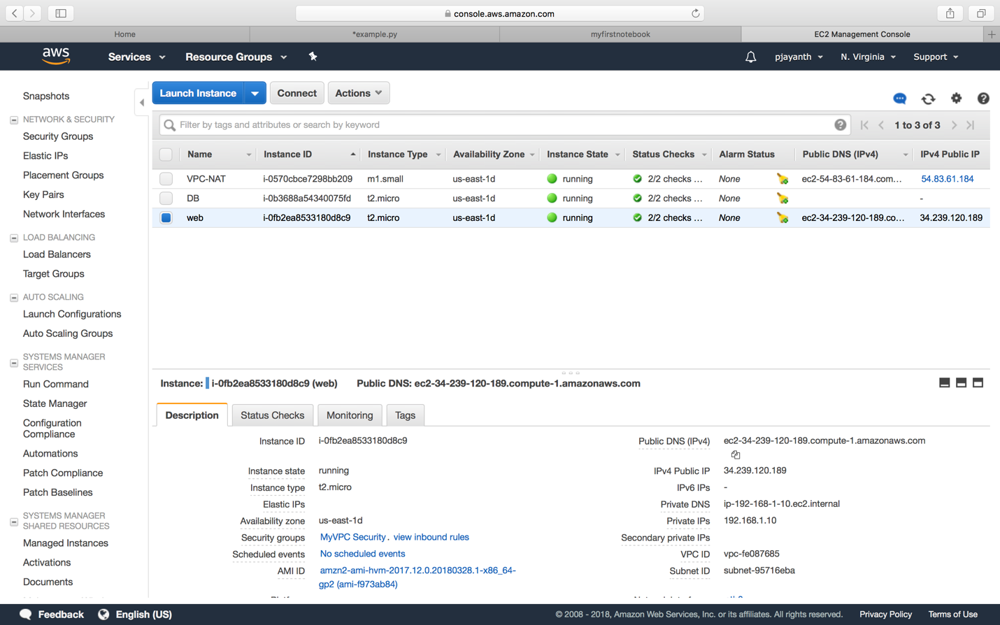 console.aws.amazon.com
Home
*example.py
myfirstnotebook
EC2 Management Console
aws
Services
Resource Groups
pjayanth
N. Virginia
Support
Snapshots
NETWORK & SECURITY
Security Groups
Elastic IPs
Placement Groups
Key Pairs
Network Interfaces
LOAD BALANCING
Load Balancers
Target Groups
AUTO SCALING
Launch Configurations
Auto Scaling Groups
SYSTEMS MANAGER
SERVICES
Run Command
State Manager
Configuration
Compliance
Automations
Patch Compliance
Patch Baselines
SYSTEMS MANAGER
SHARED RESOURCES
Managed Instances
Activations
Documents
Launch Instance
Connect
Actions
Filter by tags and attributes or search by keyword
1 to 3 of 3
Name Instance ID Instance Type Availability Zone Instance State Status Checks Alarm Status Public DNS (IPv4) IPv4 Public IP
VPC-NAT i-0570cbce7298bb209 m1.small us-east-1d running 2/2 checks ... None ec2-54-83-61-184.com... 54.83.61.184
DB i-0b3688a54340075fd t2.micro us-east-1d running 2/2 checks ... None -
web i-0fb2ea8533180d8c9 t2.micro us-east-1d running 2/2 checks ... None ec2-34-239-120-189.co... 34.239.120.189
Instance: i-0fb2ea8533180d8c9 (web) Public DNS: ec2-34-239-120-189.compute-1.amazonaws.com
Description
Status Checks
Monitoring
Tags
Instance ID i-0fb2ea8533180d8c9
Instance state running
Instance type t2.micro
Elastic IPs
Availability zone us-east-1d
Security groups MyVPC Security. view inbound rules
Scheduled events No scheduled events
AMI ID amzn2-ami-hvm-2017.12.0.20180328.1-x86_64-
gp2 (ami-f973ab84)
Public DNS (IPv4) ec2-34-239-120-189.compute-1.amazonaws.com
IPv4 Public IP 34.239.120.189
IPv6 IPs -
Private DNS ip-192-168-1-10.ec2.internal
Private IPs 192.168.1.10
Secondary private IPs
VPC ID vpc-fe087685
Subnet ID subnet-95716eba
Feedback
English (US)
© 2008 - 2018, Amazon Web Services, Inc. or its affiliates. All rights reserved.
Privacy Policy
Terms of Use